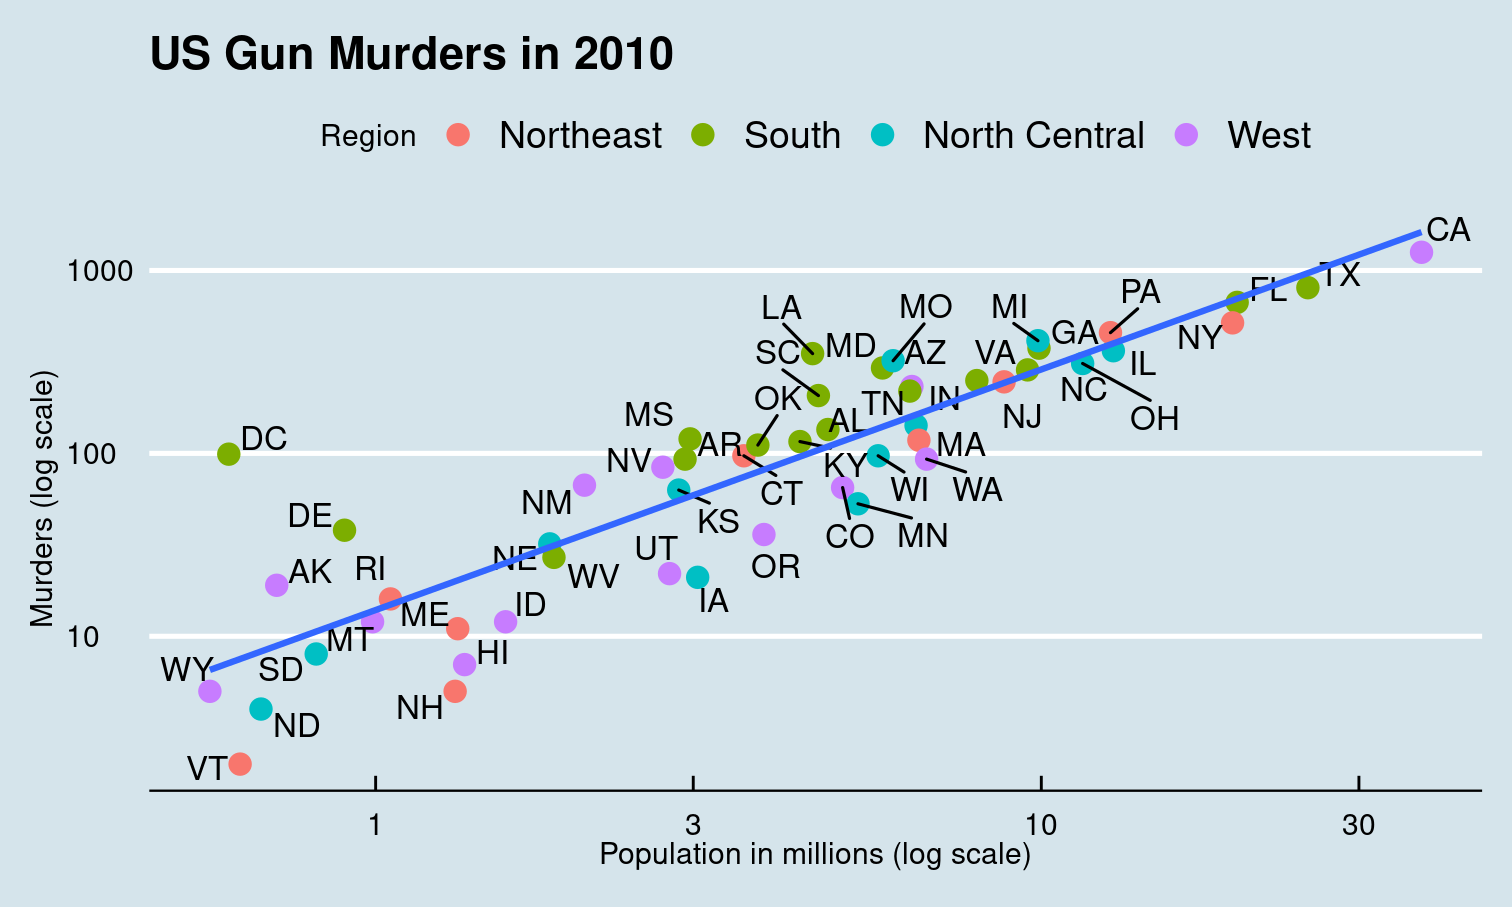 US Gun Murders in 2010
Region Northeast South North Central West
CA
1000
TX
FL
PA
LA
MO
MI
GA
NY
MD
SC
AZ
VA
IL
OK
TN
IN
NC
NJ
OH
MS
AL
DC
AR
MA
100
NV
KY
CT
WI
WA
NM
KS
DE
CO
MN
UT
NE
OR
AK
RI
WV
ID
IA
ME
10
MT
HI
WY
SD
NH
ND
VT
Murders (log scale)
1 3 10 30
Population in millions (log scale)